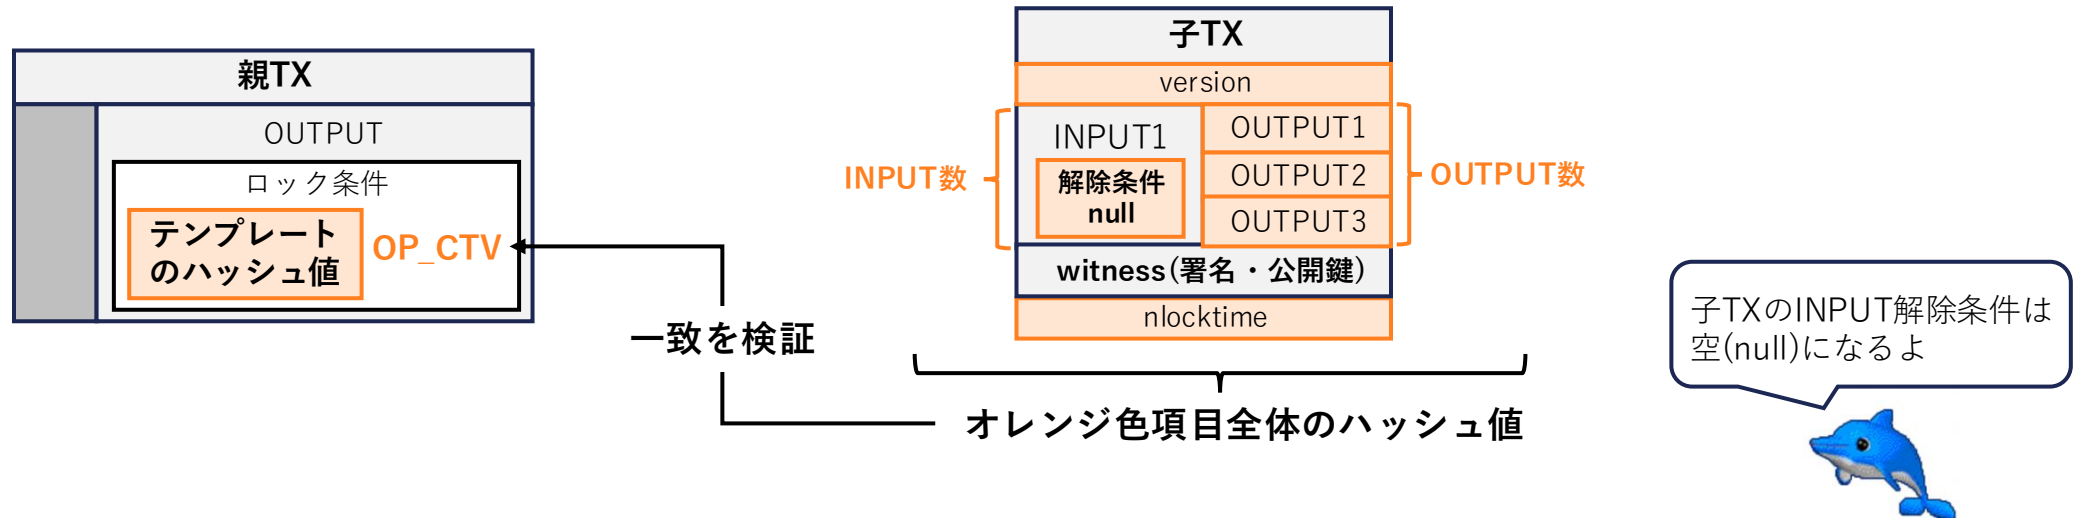 親TX
OUTPUT
ロック条件
テンプレート
のハッシュ値
OP_CTV
一致を検証
子TX
version
INPUT数
INPUT1
解除条件
null
OUTPUT1
OUTPUT2
OUTPUT3
OUTPUT数
witness(署名・公開鍵)
nlocktime
オレンジ色項目全体のハッシュ値
子TXのINPUT解除条件は
空(null)になるよ